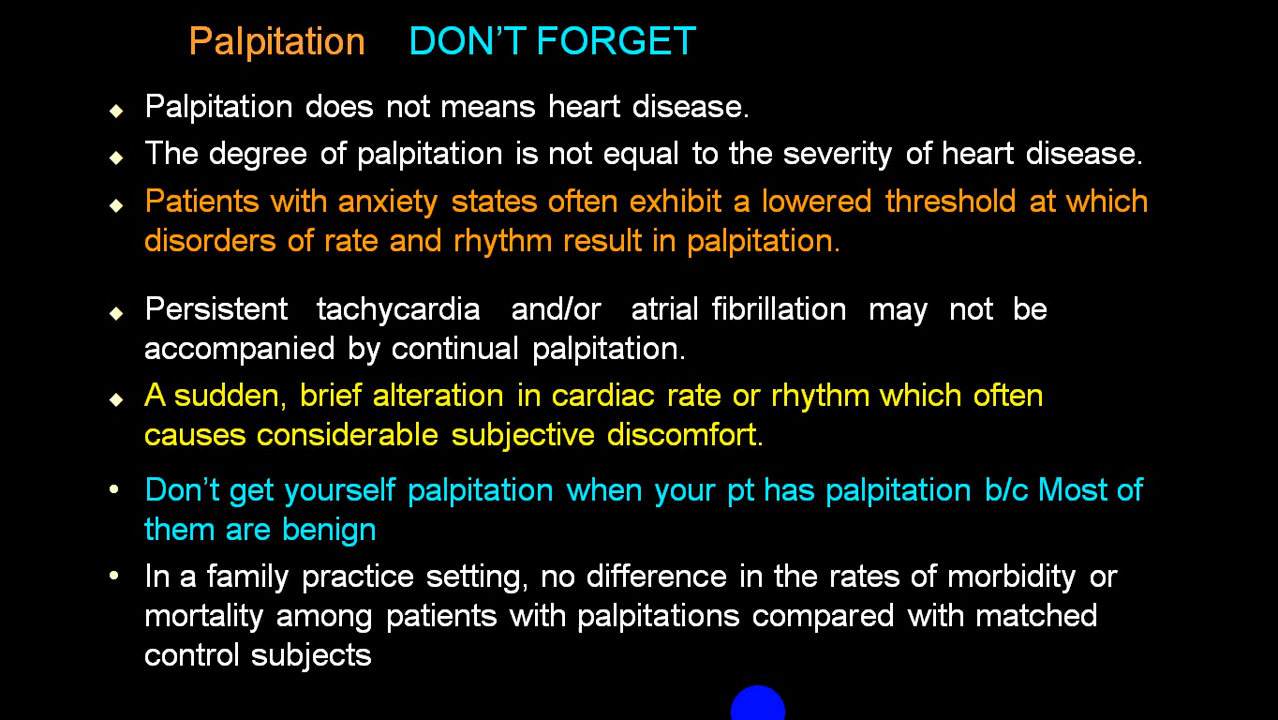 Palpitation DON’T FORGET
Palpitation does not means heart disease.
The degree of palpitation is not equal to the severity of heart disease.
Patients with anxiety states often exhibit a lowered threshold at which
disorders of rate and rhythm result in palpitation.
Persistent tachycardia and/or atrial fibrillation may not be
accompanied by continual palpitation.
A sudden, brief alteration in cardiac rate or rhythm which often
causes considerable subjective discomfort.
Don’t get yourself palpitation when your pt has palpitation b/c Most of
them are benign
In a family practice setting, no difference in the rates of morbidity or
mortality among patients with palpitations compared with matched
control subjects